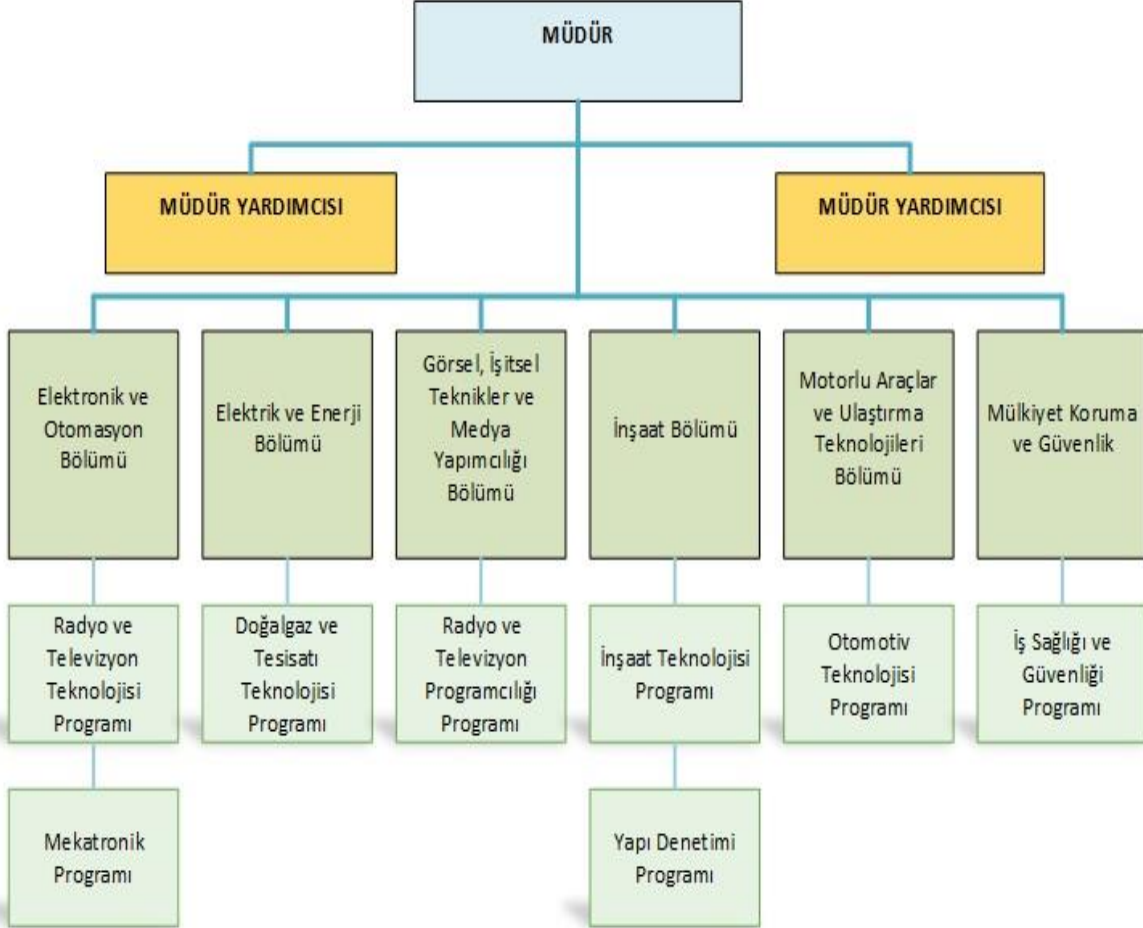 MÜDÜR
MÜDÜR YARDIMCISI
MÜDÜR YARDIMCISI
Elektronik ve
Otomasyon
Bölümü
Elektrik ve Enerji
Bölümü
Görsel, İşitsel
Teknikler ve
Medya
Yapımcılığı
Bölümü
İnşaat Bölümü
Motorlu Araçlar
ve Ulaştırma
Teknolojileri
Bölümü
Mülkiyet Koruma
ve Güvenlik
Radyo ve
Televizyon
Teknolojisi
Programı
Doğalgaz ve
Tesisatı
Teknolojisi
Programı
Radyo ve
Televizyon
Programcılığı
Programı
İnşaat Teknolojisi
Programı
Otomotiv
Teknolojisi
Programı
İş Sağlığı ve
Güvenliği
Programı
Mekatronik
Programı
Yapı Denetimi
Programı